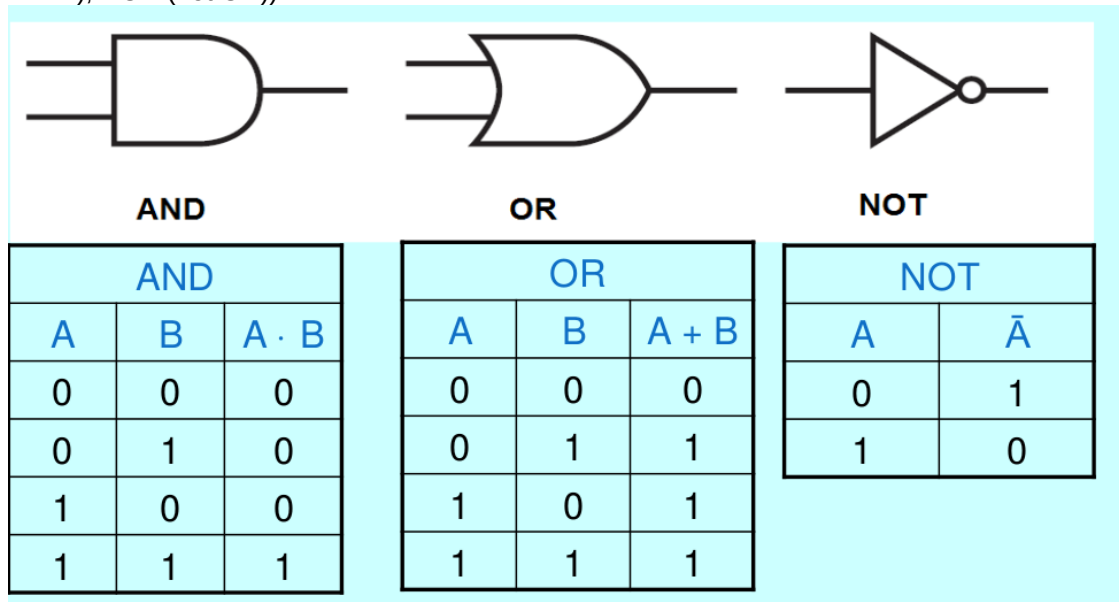 AND OR NOT
AND
A B A · B
0 0 0
0 1 0
1 0 0
1 1 1
OR
A B A + B
0 0 0
0 1 1
1 0 1
1 1 1
NOT
A Ā
0 1
1 0